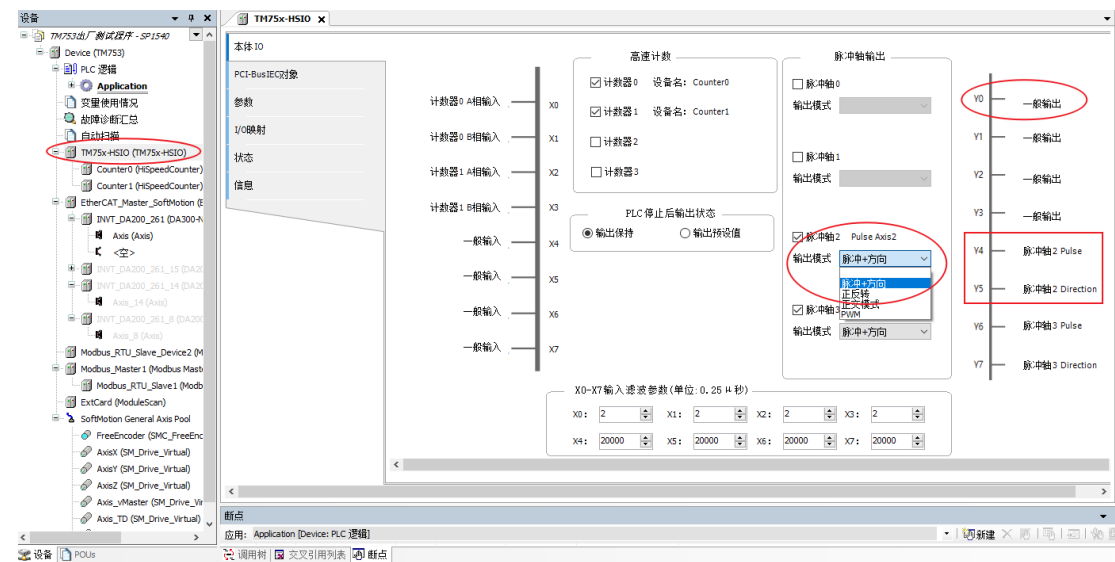 设备
TM753出厂测试程序 - SP1540
Device (TM753)
PLC 逻辑
Application
变量使用情况
故障诊断汇总
自动扫描
TM75x-HSIO (TM75x-HSIO)
Counter0 (HiSpeedCounter)
Counter1 (HiSpeedCounter)
EtherCAT_Master_SoftMotion (E
INVT_DA200_261 (DA300-N
Axis (Axis)
<空>
INVT_DA200_261_15 (DA20
INVT_DA200_261_14 (DA20
Axis_14 (Axis)
INVT_DA200_261_8 (DA200
Axis_8 (Axis)
Modbus_RTU_Slave_Device2 (M
Modbus_Master1 (Modbus Mast
Modbus_RTU_Slave1 (Modb
ExtCard (ModuleScan)
SoftMotion General Axis Pool
FreeEncoder (SMC_FreeEnc
AxisX (SM_Drive_Virtual)
AxisY (SM_Drive_Virtual)
AxisZ (SM_Drive_Virtual)
Axis_vMaster (SM_Drive_Vir
Axis_TD (SM_Drive_Virtual)
设备 POUs
TM75x-HSIO
本体IO
PCI-BusIEC对象
参数
I/O映射
状态
信息
计数器0 A相输入 X0
计数器0 B相输入 X1
计数器1 A相输入 X2
计数器1 B相输入 X3
一般输入 X4
一般输入 X5
一般输入 X6
一般输入 X7
高速计数
计数器0 设备名: Counter0
计数器1 设备名: Counter1
计数器2
计数器3
PLC停止后输出状态
输出保持 输出预设值
脉冲轴输出
脉冲轴0
输出模式
脉冲轴1
输出模式
脉冲轴2 Pulse Axis2
输出模式 脉冲+方向
脉冲+方向
正反转
正交模式
PWM
脉冲轴3
输出模式 脉冲+方向
Y0 一般输出
Y1 一般输出
Y2 一般输出
Y3 一般输出
Y4 脉冲轴2 Pulse
Y5 脉冲轴2 Direction
Y6 脉冲轴3 Pulse
Y7 脉冲轴3 Direction
X0-X7输入滤波参数(单位:0.25μ秒)
X0: 2 X1: 2 X2: 2 X3: 2
X4: 20000 X5: 20000 X6: 20000 X7: 20000
断点
应用: Application [Device: PLC 逻辑]
新建
调用树 交叉引用列表 断点